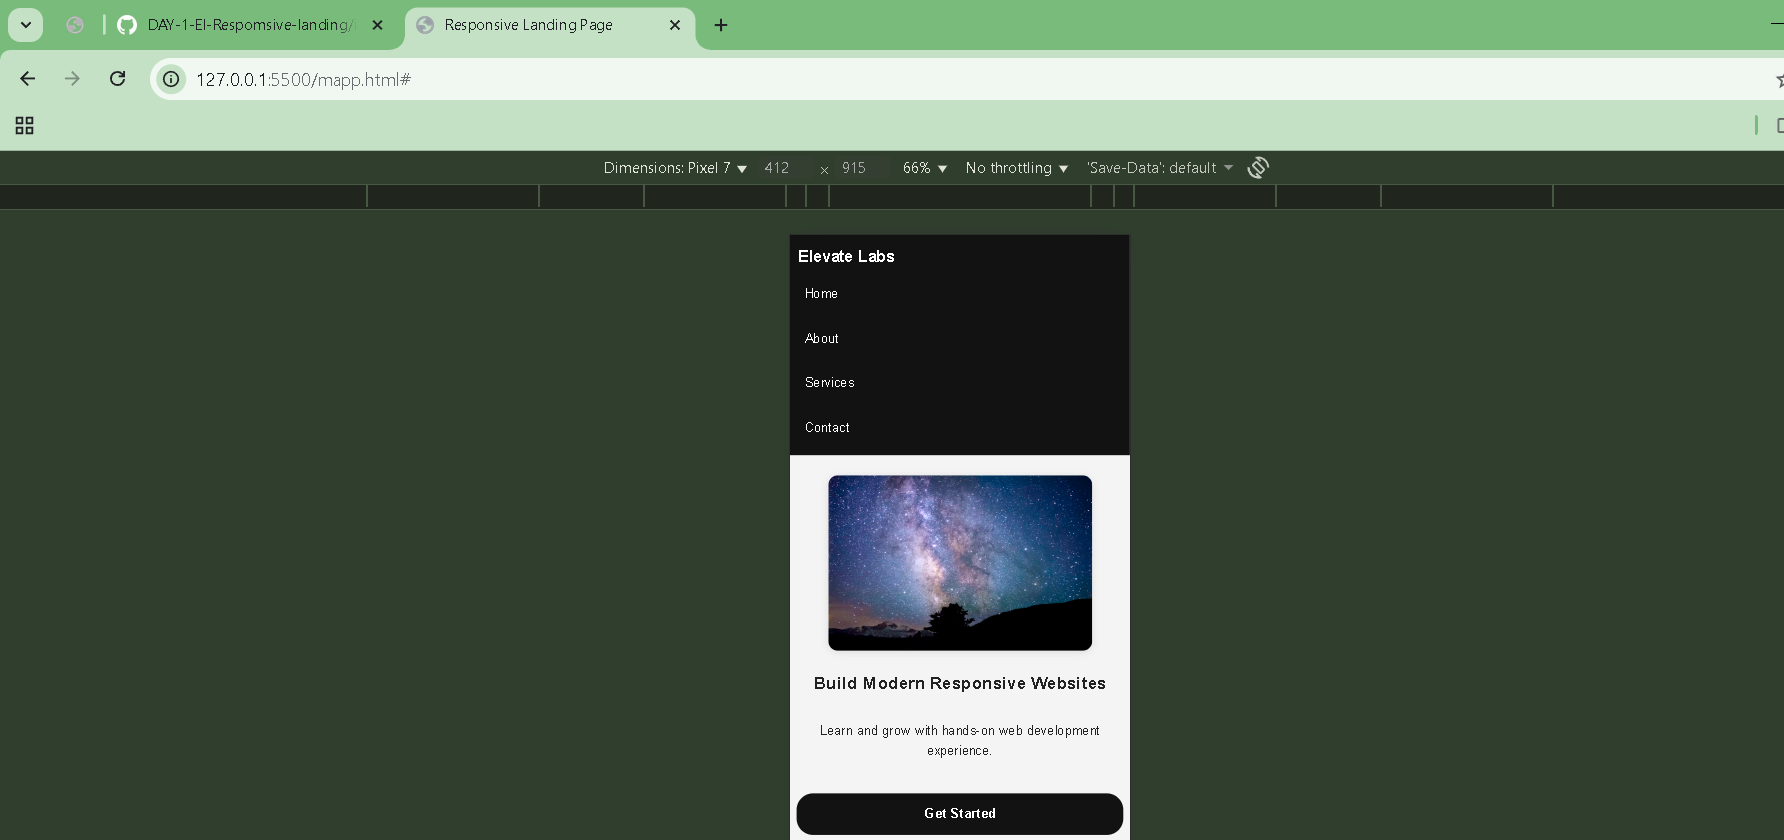 DAY-1-El-Respomsive-landing/
Responsive Landing Page
127.0.0.1:5500/mapp.html#
Dimensions: Pixel 7 412 × 915 66% No throttling 'Save-Data': default
Elevate Labs
Home
About
Services
Contact
Build Modern Responsive Websites
Learn and grow with hands-on web development
experience.
Get Started